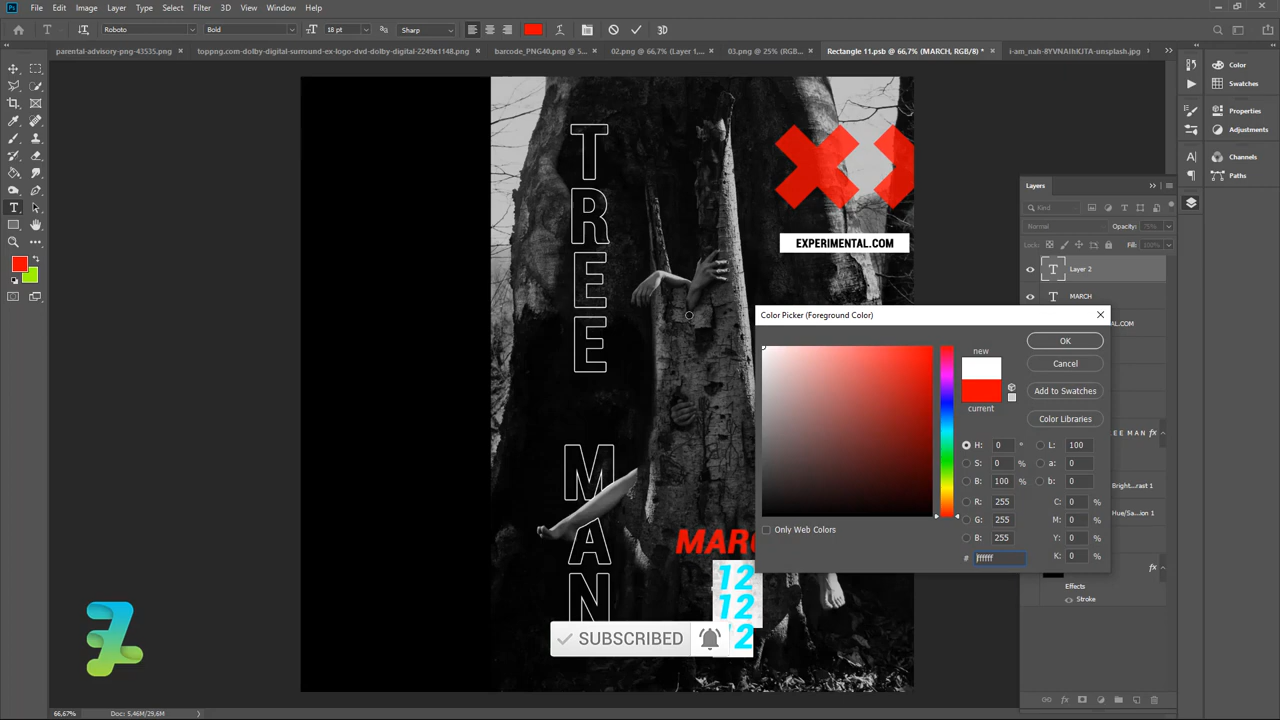 File Edit Image Layer Type Select Filter 3D View Window Help
Roboto Bold 18 pt Sharp 3D
parental-advisory-png-43535.png
toppng.com-dolby-digital-surround-ex-logo-dvd-dolby-digital-2249x1148.png
barcode_PNG40.png @ 5...
02.png @ 66,7% (Layer 1,...
03.png @ 25% (RGB...
Rectangle 11.psb @ 66,7% (MARCH, RGB/8) *
i-am_nah-8YVNAIhKJTA-unsplash.jpg
Color
Swatches
Properties
Adjustments
Channels
Paths
TREE MAN
EXPERIMENTAL.COM
MARC
12
12
2
SUBSCRIBED
Layers
Kind
Normal Opacity: 75%
Lock: Fill: 100%
Layer 2
MARCH
L.COM
E E M A N fx
Bright...rast 1
Hue/Sa...ion 1
fx
Effects
Stroke
Color Picker (Foreground Color)
new
current
OK
Cancel
Add to Swatches
Color Libraries
H: 0 °
S: 0 %
B: 100 %
R: 255
G: 255
B: 255
# ffffff
L: 100
a: 0
b: 0
C: 0 %
M: 0 %
Y: 0 %
K: 0 %
Only Web Colors
66,67% Doc: 5,46M/29,6M